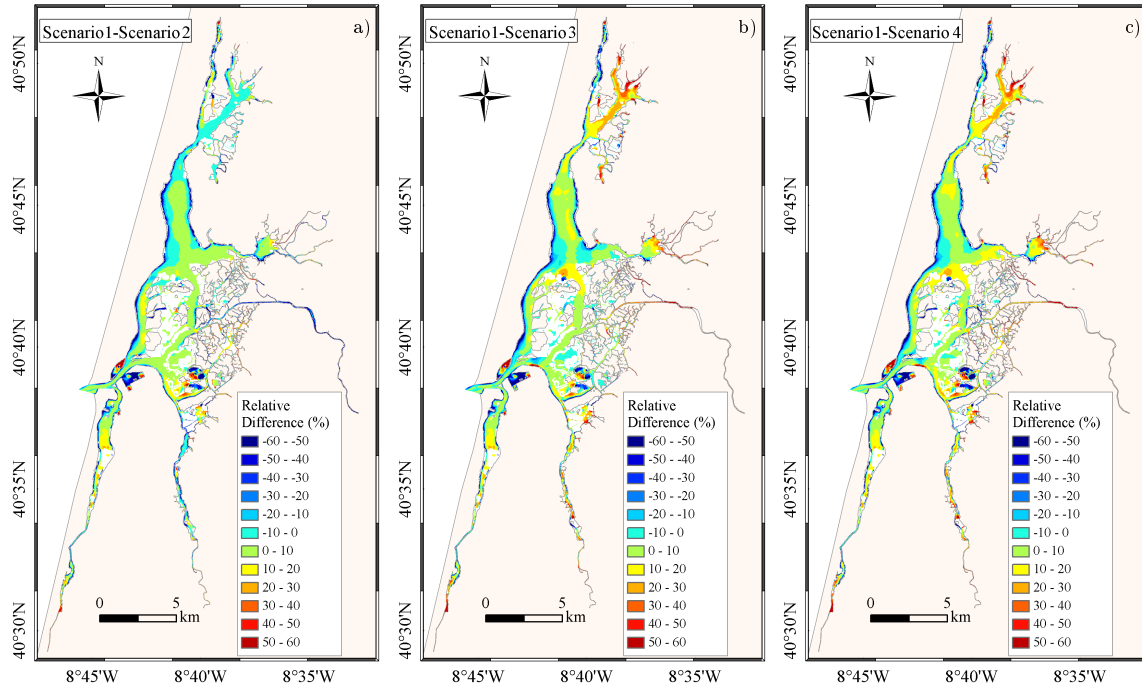 Scenario1-Scenario2
a)
N
40°50'N
40°45'N
40°40'N
40°35'N
40°30'N
Relative
Difference (%)
-60 - -50
-50 - -40
-40 - -30
-30 - -20
-20 - -10
-10 - 0
0 - 10
10 - 20
20 - 30
30 - 40
40 - 50
50 - 60
0 5
km
8°45'W 8°40'W 8°35'W
Scenario1-Scenario3
b)
N
40°50'N
40°45'N
40°40'N
40°35'N
40°30'N
Relative
Difference (%)
-60 - -50
-50 - -40
-40 - -30
-30 - -20
-20 - -10
-10 - 0
0 - 10
10 - 20
20 - 30
30 - 40
40 - 50
50 - 60
0 5
km
8°45'W 8°40'W 8°35'W
Scenario1-Scenario 4
c)
N
40°50'N
40°45'N
40°40'N
40°35'N
40°30'N
Relative
Difference (%)
-60 - -50
-50 - -40
-40 - -30
-30 - -20
-20 - -10
-10 - 0
0 - 10
10 - 20
20 - 30
30 - 40
40 - 50
50 - 60
0 5
km
8°45'W 8°40'W 8°35'W